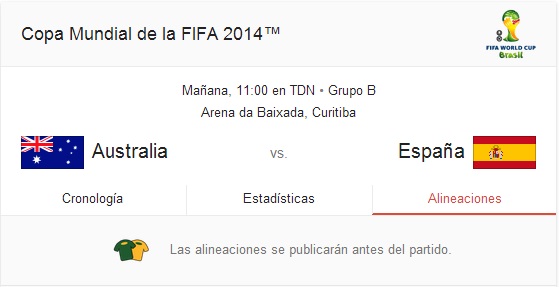 Copa Mundial de la FIFA 2014™
FIFA WORLD CUP
Brasil
Mañana, 11:00 en TDN • Grupo B
Arena da Baixada, Curitiba
Australia vs. España
Cronología Estadísticas Alineaciones
Las alineaciones se publicarán antes del partido.